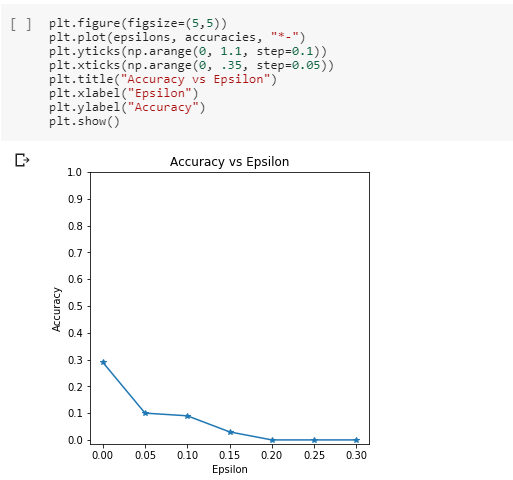 [ ] plt.figure(figsize=(5,5))
plt.plot(epsilons, accuracies, "*-")
plt.yticks(np.arange(0, 1.1, step=0.1))
plt.xticks(np.arange(0, .35, step=0.05))
plt.title("Accuracy vs Epsilon")
plt.xlabel("Epsilon")
plt.ylabel("Accuracy")
plt.show()
Accuracy vs Epsilon
1.0
0.9
0.8
0.7
0.6
0.5
0.4
0.3
0.2
0.1
0.0
Accuracy
0.00 0.05 0.10 0.15 0.20 0.25 0.30
Epsilon